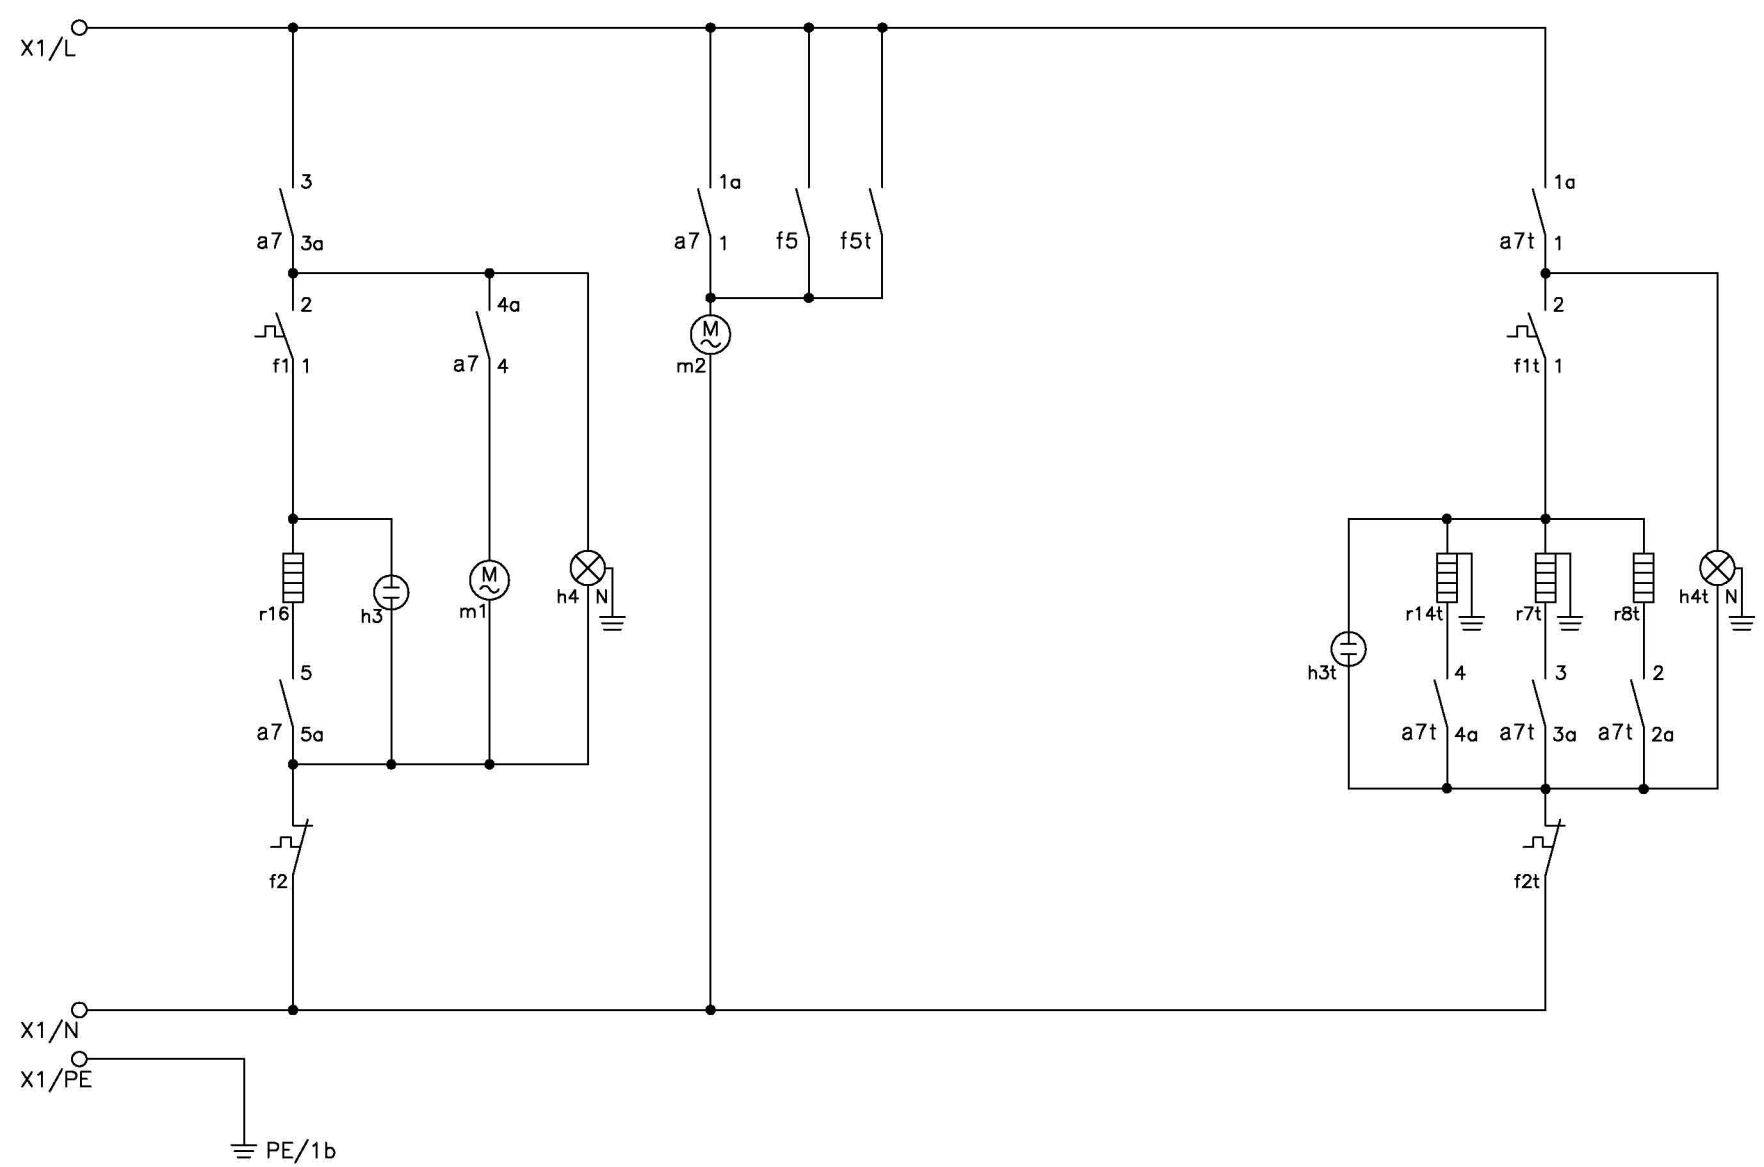 X1/L
3
a7 3a
2
f1 1
4a
a7 4
1a
a7 1
f5
f5t
M
m2
1a
a7t 1
2
f1t 1
r16
h3
M
m1
h4 N
5
a7 5a
f2
h3t
r14t
r7t
r8t
h4t N
4
a7t 4a
3
a7t 3a
2
a7t 2a
f2t
X1/N
X1/PE
PE/1b